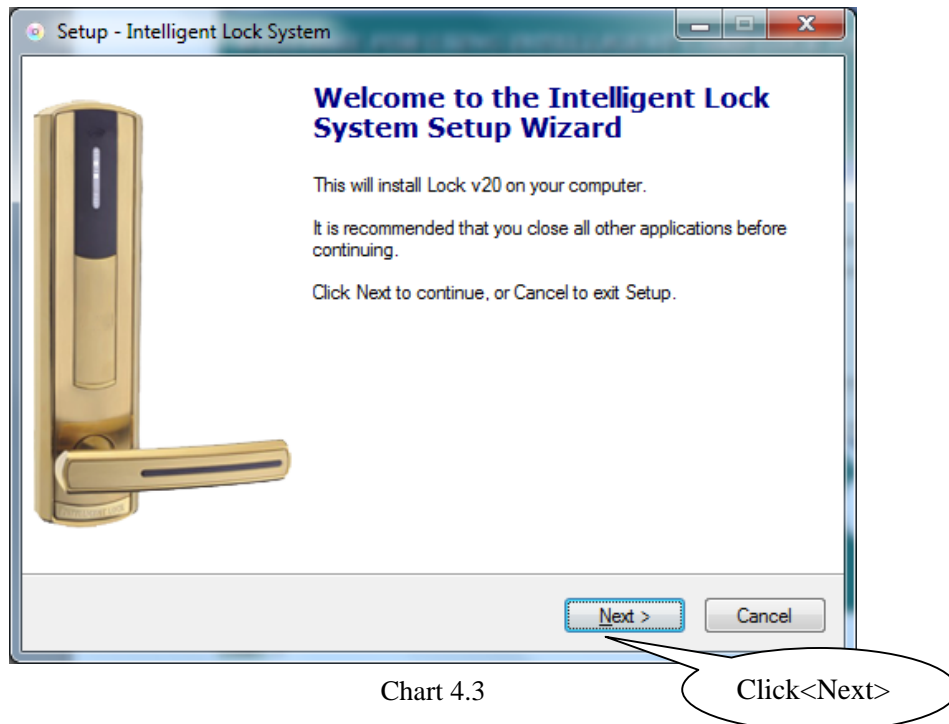 Setup - Intelligent Lock System
Welcome to the Intelligent Lock
System Setup Wizard
This will install Lock v20 on your computer.
It is recommended that you close all other applications before
continuing.
Click Next to continue, or Cancel to exit Setup.
Next >
Cancel
Chart 4.3
Click<Next>